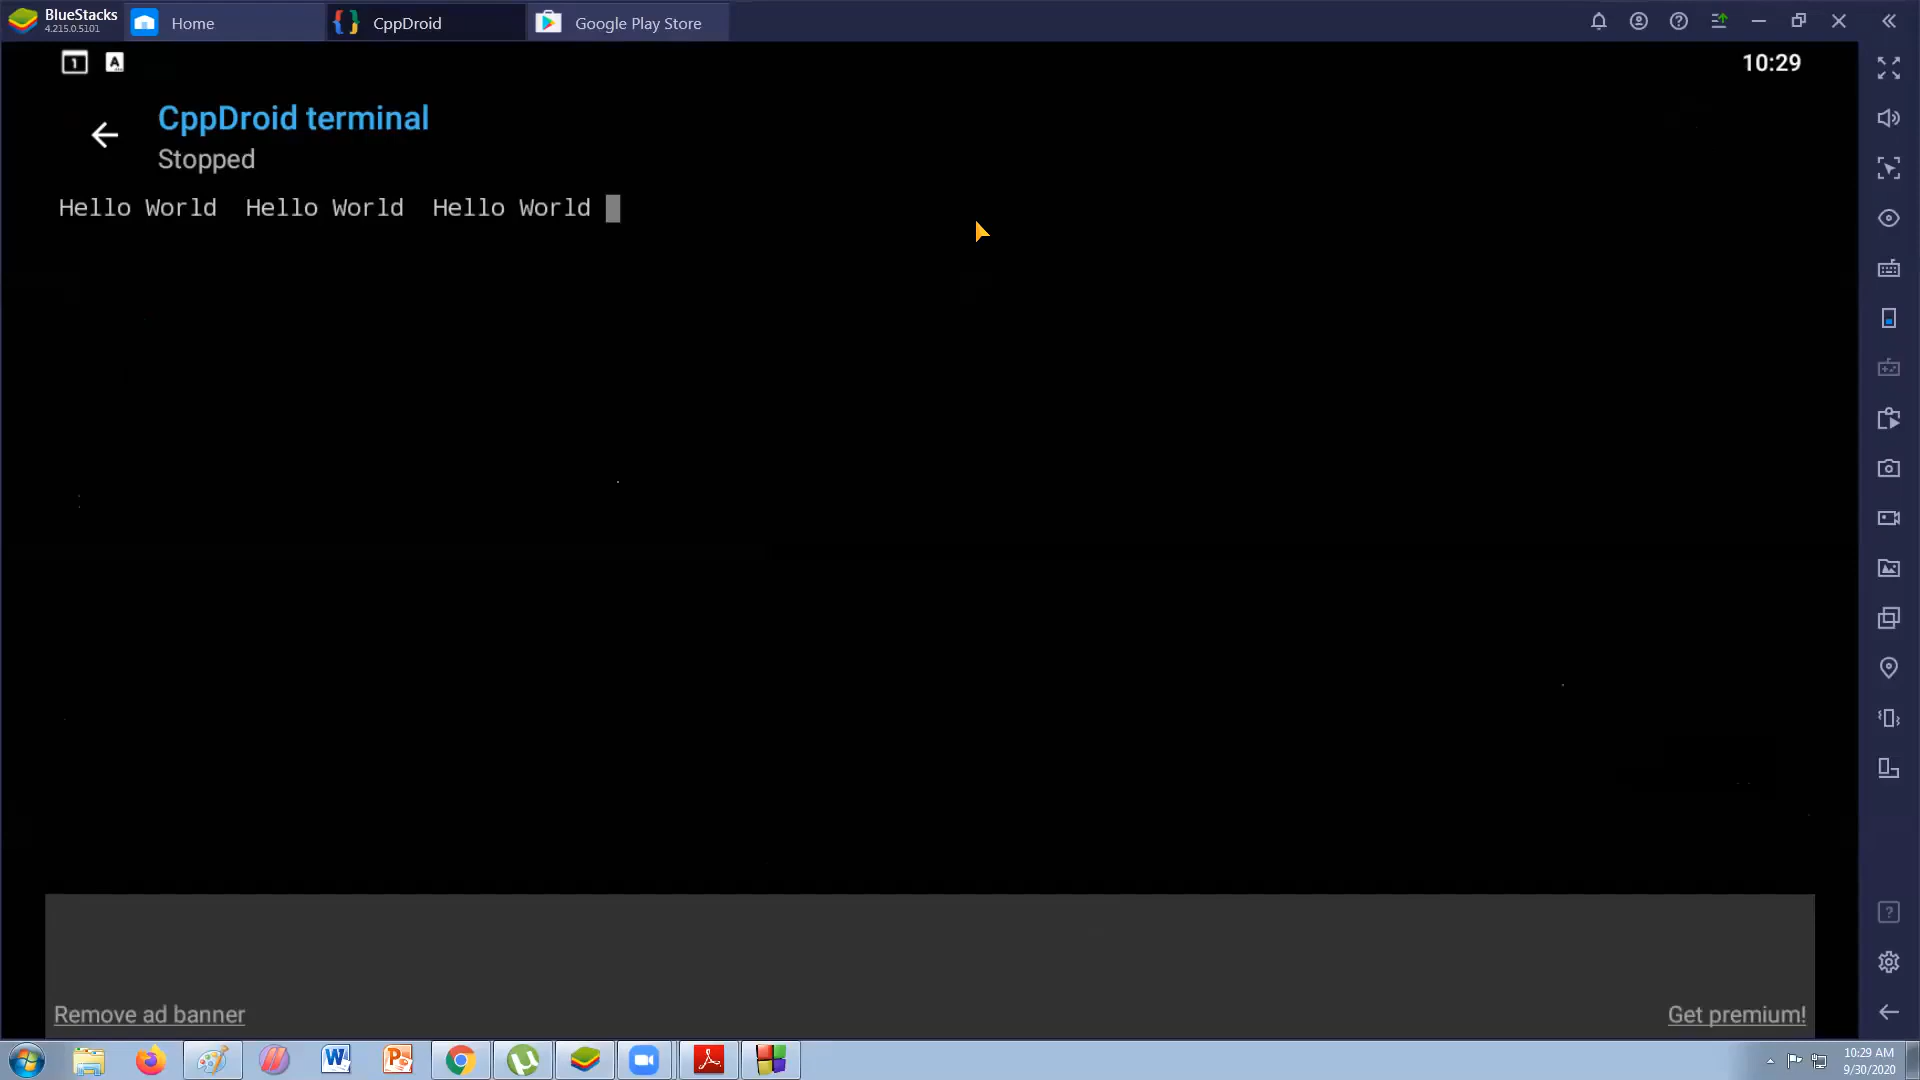 BlueStacks
4.215.0.5101
Home
CppDroid
Google Play Store
1
A
10:29
CppDroid terminal
Stopped
Hello World  Hello World  Hello World
Remove ad banner
Get premium!
10:29 AM
9/30/2020